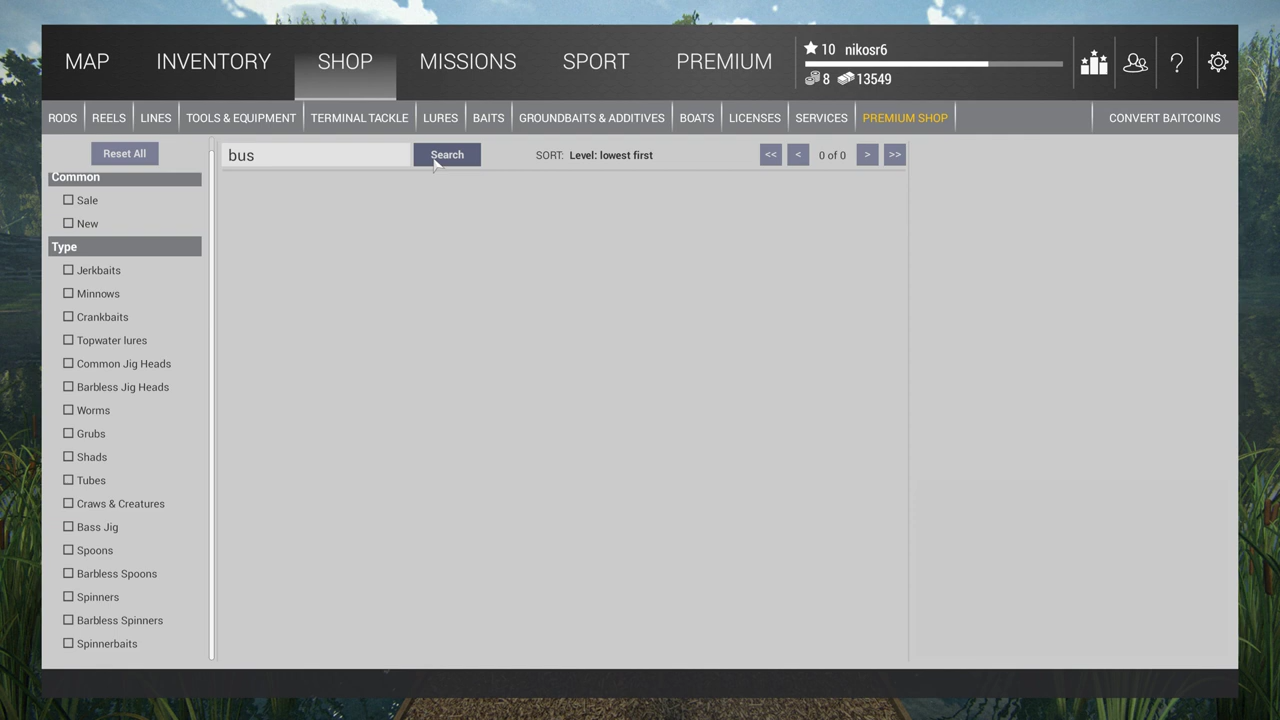 MAP INVENTORY SHOP MISSIONS SPORT PREMIUM
10 nikosr6
8 13549
?
RODS REELS LINES TOOLS & EQUIPMENT TERMINAL TACKLE LURES BAITS GROUNDBAITS & ADDITIVES BOATS LICENSES SERVICES PREMIUM SHOP CONVERT BAITCOINS
Reset All
bus Search SORT: Level: lowest first << < 0 of 0 > >>
Common
Sale
New
Type
Jerkbaits
Minnows
Crankbaits
Topwater lures
Common Jig Heads
Barbless Jig Heads
Worms
Grubs
Shads
Tubes
Craws & Creatures
Bass Jig
Spoons
Barbless Spoons
Spinners
Barbless Spinners
Spinnerbaits